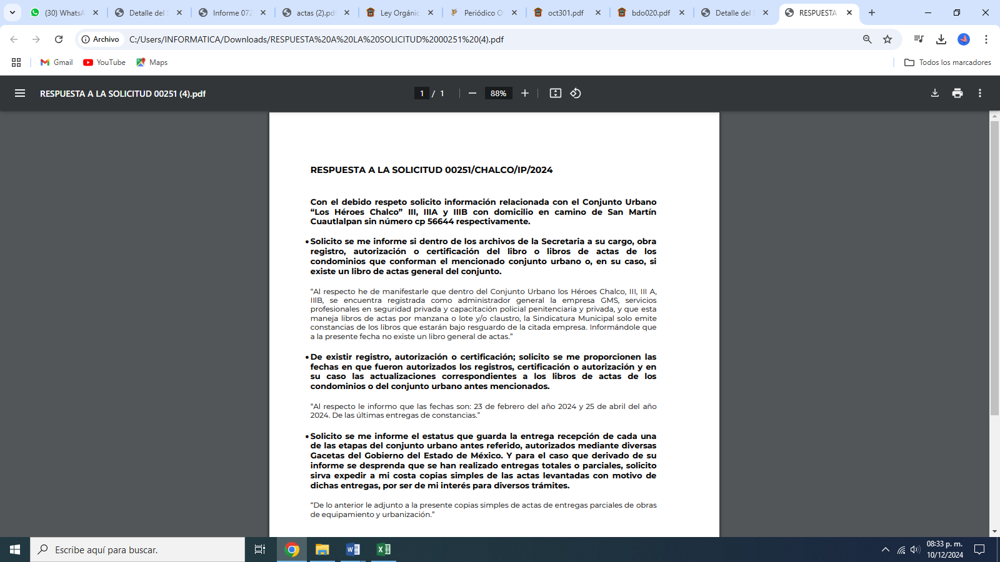 (30) WhatsA
Detalle del S
Informe 072
actas (2).pd
Ley Orgánic
Periódico O
oct301.pdf
bdo020.pdf
Detalle del S
RESPUESTA
Archivo
C:/Users/INFORMATICA/Downloads/RESPUESTA%20A%20LA%20SOLICITUD%2000251%20(4).pdf
Gmail
YouTube
Maps
Todos los marcadores
RESPUESTA A LA SOLICITUD 00251 (4).pdf
1 / 1
88%
RESPUESTA A LA SOLICITUD 00251/CHALCO/IP/2024
Con el debido respeto solicito información relacionada con el Conjunto Urbano
“Los Héroes Chalco” III, IIIA y IIIB con domicilio en camino de San Martín
Cuautlalpan sin número cp 56644 respectivamente.
• Solicito se me informe si dentro de los archivos de la Secretaria a su cargo, obra
registro, autorización o certificación del libro o libros de actas de los
condominios que conforman el mencionado conjunto urbano o, en su caso, si
existe un libro de actas general del conjunto.
“Al respecto he de manifestarle que dentro del Conjunto Urbano los Héroes Chalco, III, III A,
IIIB, se encuentra registrada como administrador general la empresa GMS, servicios
profesionales en seguridad privada y capacitación policial penitenciaria y privada, y que esta
maneja libros de actas por manzana o lote y/o claustro, la Sindicatura Municipal solo emite
constancias de los libros que estarán bajo resguardo de la citada empresa. Informándole que
a la presente fecha no existe un libro general de actas.”
• De existir registro, autorización o certificación; solicito se me proporcionen las
fechas en que fueron autorizados los registros, certificación o autorización y en
su caso las actualizaciones correspondientes a los libros de actas de los
condominios o del conjunto urbano antes mencionados.
“Al respecto le informo que las fechas son: 23 de febrero del año 2024 y 25 de abril del año
2024. De las últimas entregas de constancias.”
• Solicito se me informe el estatus que guarda la entrega recepción de cada una
de las etapas del conjunto urbano antes referido, autorizados mediante diversas
Gacetas del Gobierno del Estado de México. Y para el caso que derivado de su
informe se desprenda que se han realizado entregas totales o parciales, solicito
sirva expedir a mi costa copias simples de las actas levantadas con motivo de
dichas entregas, por ser de mi interés para diversos trámites.
“De lo anterior le adjunto a la presente copias simples de actas de entregas parciales de obras
de equipamiento y urbanización.”
Escribe aquí para buscar.
08:33 p. m.
10/12/2024